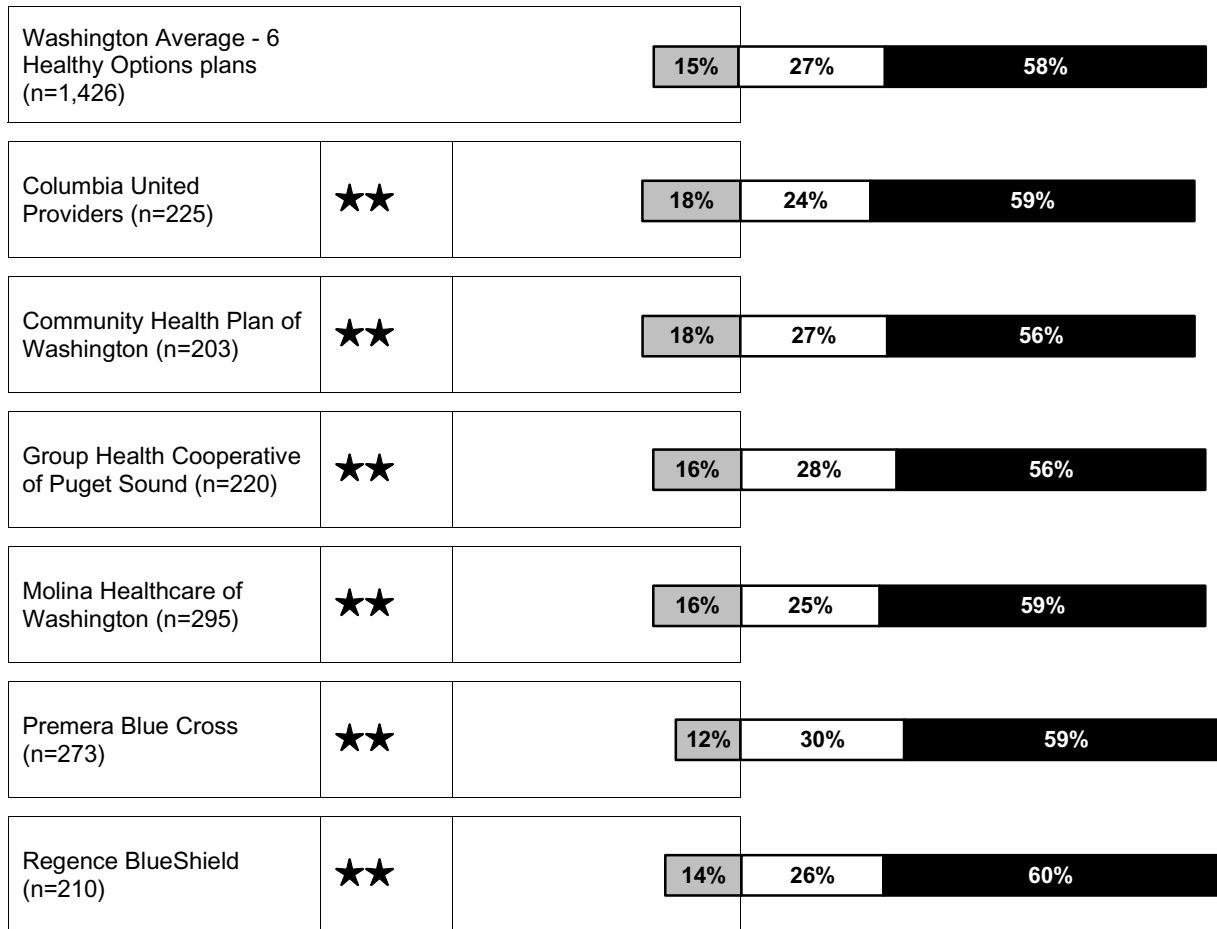 Washington Average - 6
Healthy Options plans
(n=1,426)
15% 27% 58%
Columbia United
Providers (n=225)
★★
18% 24% 59%
Community Health Plan of
Washington (n=203)
★★
18% 27% 56%
Group Health Cooperative
of Puget Sound (n=220)
★★
16% 28% 56%
Molina Healthcare of
Washington (n=295)
★★
16% 25% 59%
Premera Blue Cross
(n=273)
★★
12% 30% 59%
Regence BlueShield
(n=210)
★★
14% 26% 60%